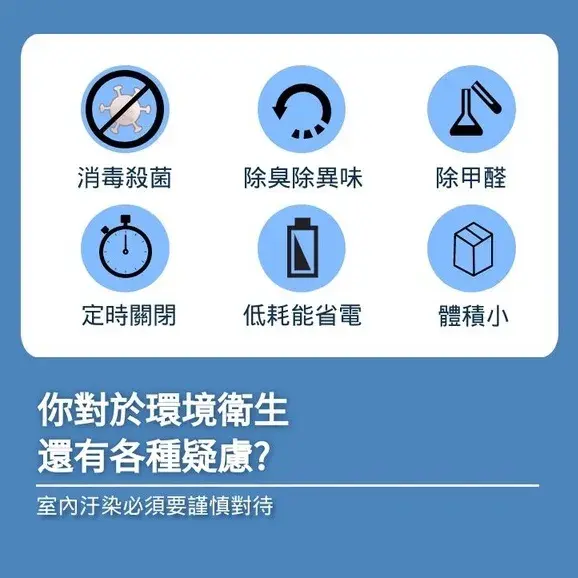 消毒殺菌
除臭除異味
除甲醛
定時關閉
低耗能省電
體積小
你對於環境衛生
還有各種疑慮?
室內汙染必須要謹慎對待